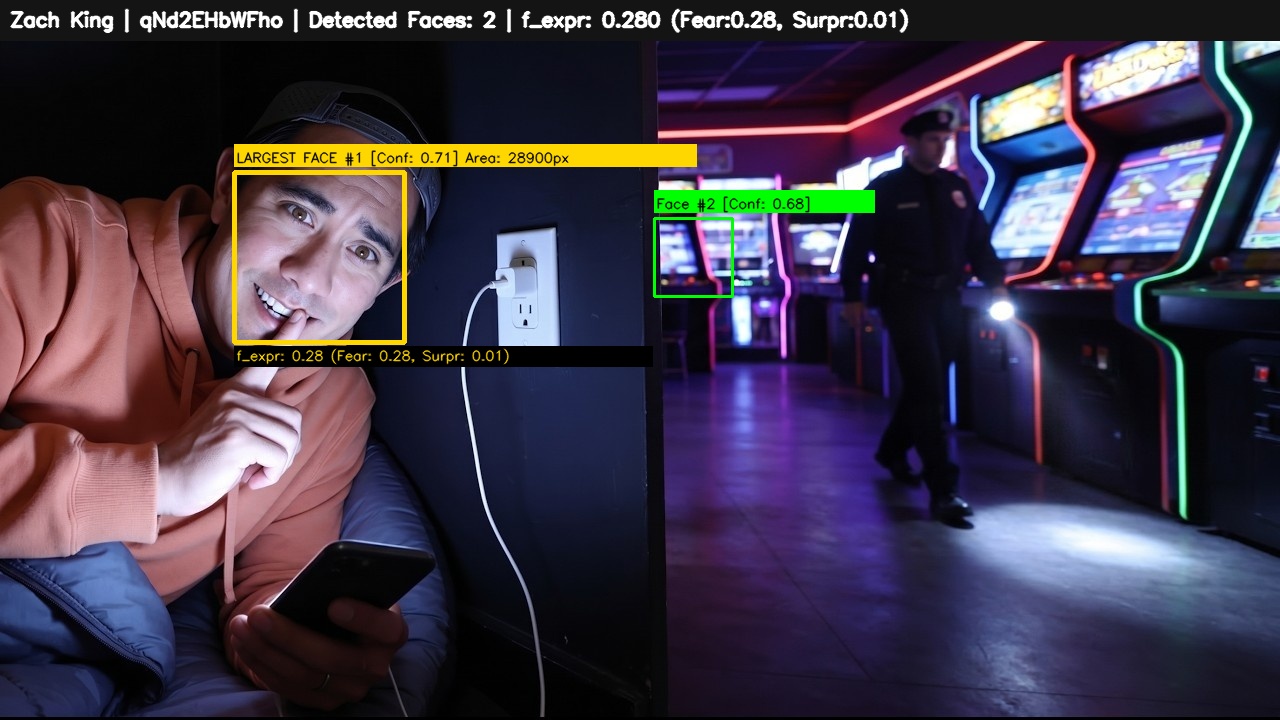 Zach King | qNd2EHbWFho | Detected Faces: 2 | f_expr: 0.280 (Fear:0.28, Surpr:0.01)
LARGEST FACE #1 [Conf: 0.71] Area: 28900px
Face #2 [Conf: 0.68]
f_expr: 0.28 (Fear: 0.28, Surpr: 0.01)